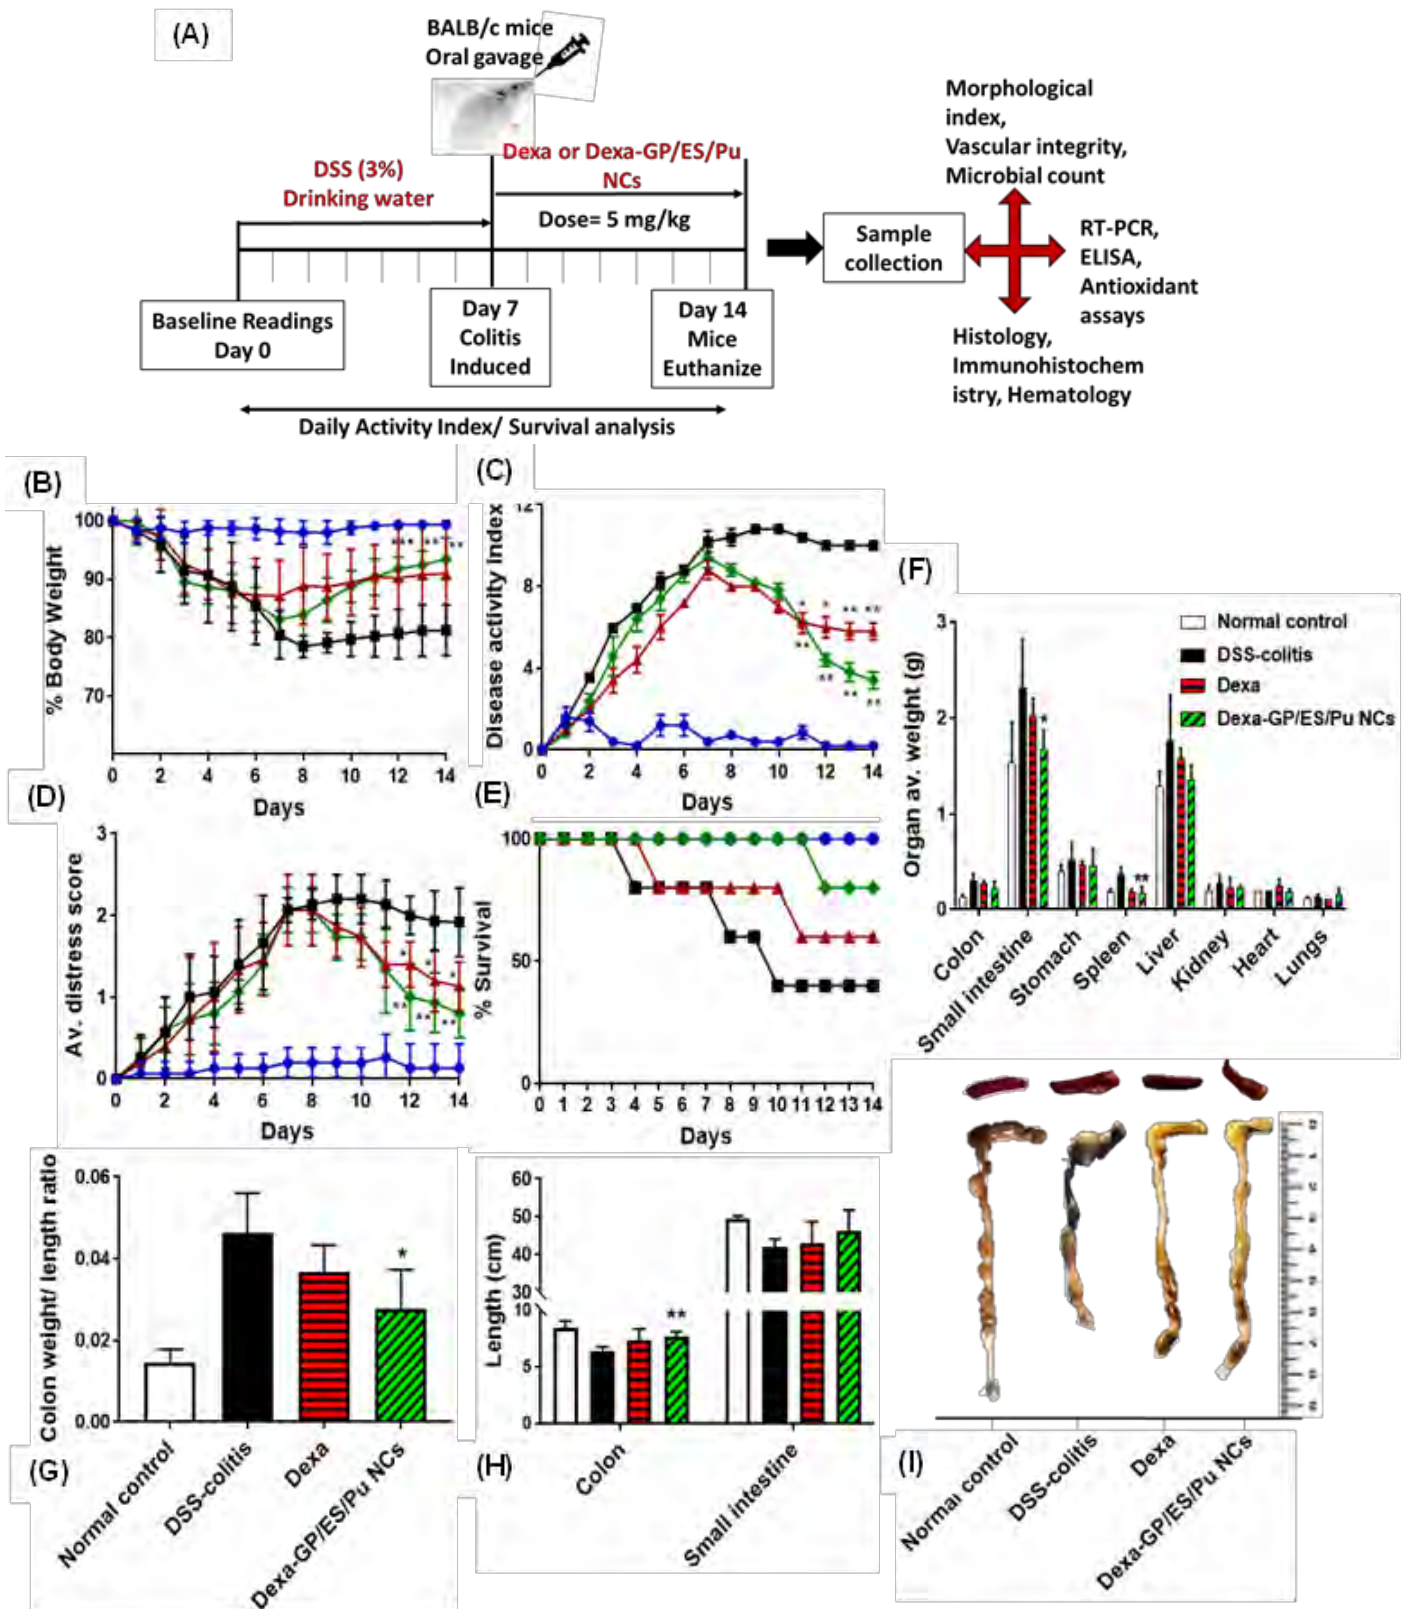 (A)
BALB/c mice
Oral gavage
DSS (3%)
Drinking water
Dexa or Dexa-GP/ES/Pu
NCs
Dose= 5 mg/kg
Baseline Readings
Day 0
Day 7
Colitis
Induced
Day 14
Mice
Euthanize
Daily Activity Index/ Survival analysis
Sample
collection
Morphological
index,
Vascular integrity,
Microbial count
RT-PCR,
ELISA,
Antioxidant
assays
Histology,
Immunohistochem
istry, Hematology
(B)
% Body Weight
100
90
80
70
0 2 4 6 8 10 12 14
Days
*** ** **
(C)
Disease activity index
12
8
4
0
0 2 4 6 8 10 12 14
Days
* * ** **
** ** ** **
(D)
Av. distress score
3
2
1
0
0 2 4 6 8 10 12 14
Days
* * *
** ** **
(E)
% Survival
100
50
0
0 1 2 3 4 5 6 7 8 9 10 11 12 13 14
Days
(F)
Organ av. weight (g)
3
2
1
0
Normal control
DSS-colitis
Dexa
Dexa-GP/ES/Pu NCs
*
**
Colon
Small intestine
Stomach
Spleen
Liver
Kidney
Heart
Lungs
(G)
Colon weight/ length ratio
0.06
0.04
0.02
0.00
*
Normal control
DSS-colitis
Dexa
Dexa-GP/ES/Pu NCs
(H)
Length (cm)
60
50
40
30
10
5
0
**
Colon
Small intestine
(I)
Normal control
DSS-colitis
Dexa
Dexa-GP/ES/Pu NCs